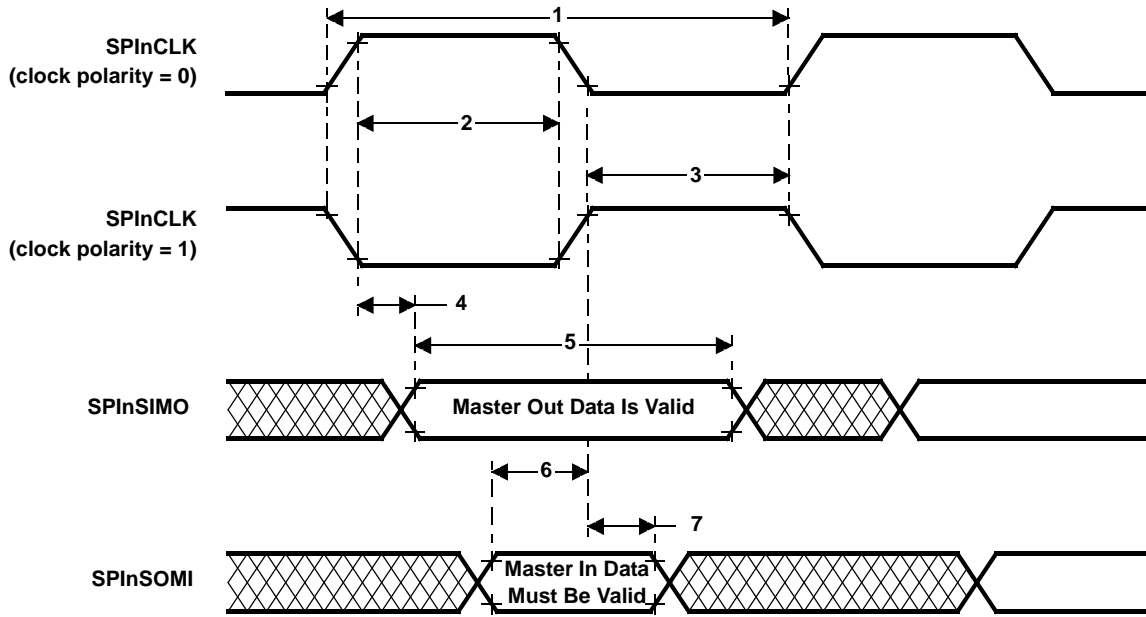 1
SPInCLK
(clock polarity = 0)
2
3
SPInCLK
(clock polarity = 1)
4
5
SPInSIMO
Master Out Data Is Valid
6
7
SPInSOMI
Master In Data
Must Be Valid